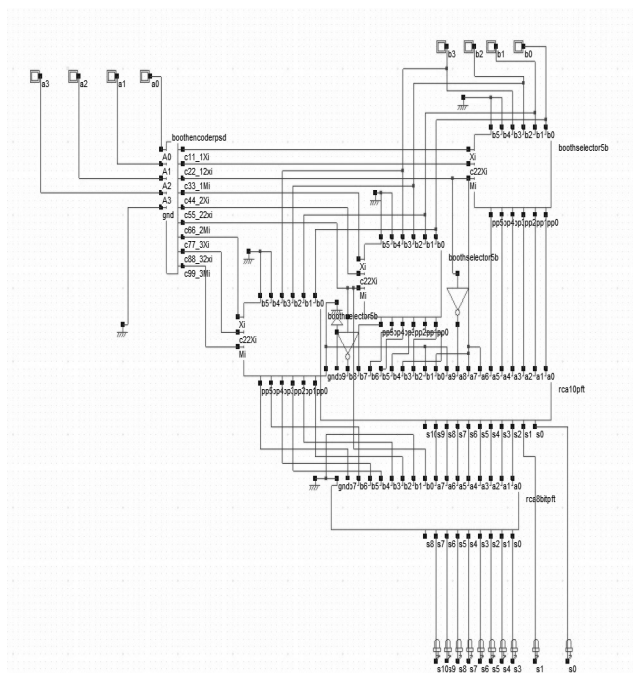 b3 b2 b1 b0
a3 a2 a1 a0
boothencoderpsd
A0
A1
A2
A3
gnd
c11_1Xi
c22_12xi
c33_1Mi
c44_2Xi
c55_22xi
c66_2Mi
c77_3Xi
c88_32xi
c99_3Mi
b5 b4 b3 b2 b1 b0
boothselector5b
Xi
c22Xi
Mi
pp5 pp4 pp3 pp2 pp1 pp0
b5 b4 b3 b2 b1 b0
boothselector5b
Xi
c22Xi
Mi
pp5 pp4 pp3 pp2 pp1 pp0
b5 b4 b3 b2 b1 b0
boothselector5b
Xi
c22Xi
Mi
pp5 pp4 pp3 pp2 pp1 pp0
gnd b9 b8 b7 b6 b5 b4 b3 b2 b1 b0 a9 a8 a7 a6 a5 a4 a3 a2 a1 a0
rca10pft
s10 s9 s8 s7 s6 s5 s4 s3 s2 s1 s0
gnd b7 b6 b5 b4 b3 b2 b1 b0 a7 a6 a5 a4 a3 a2 a1 a0
rca8bitpft
s8 s7 s6 s5 s4 s3 s2 s1 s0
s10 s9 s8 s7 s6 s5 s4 s3 s1 s0